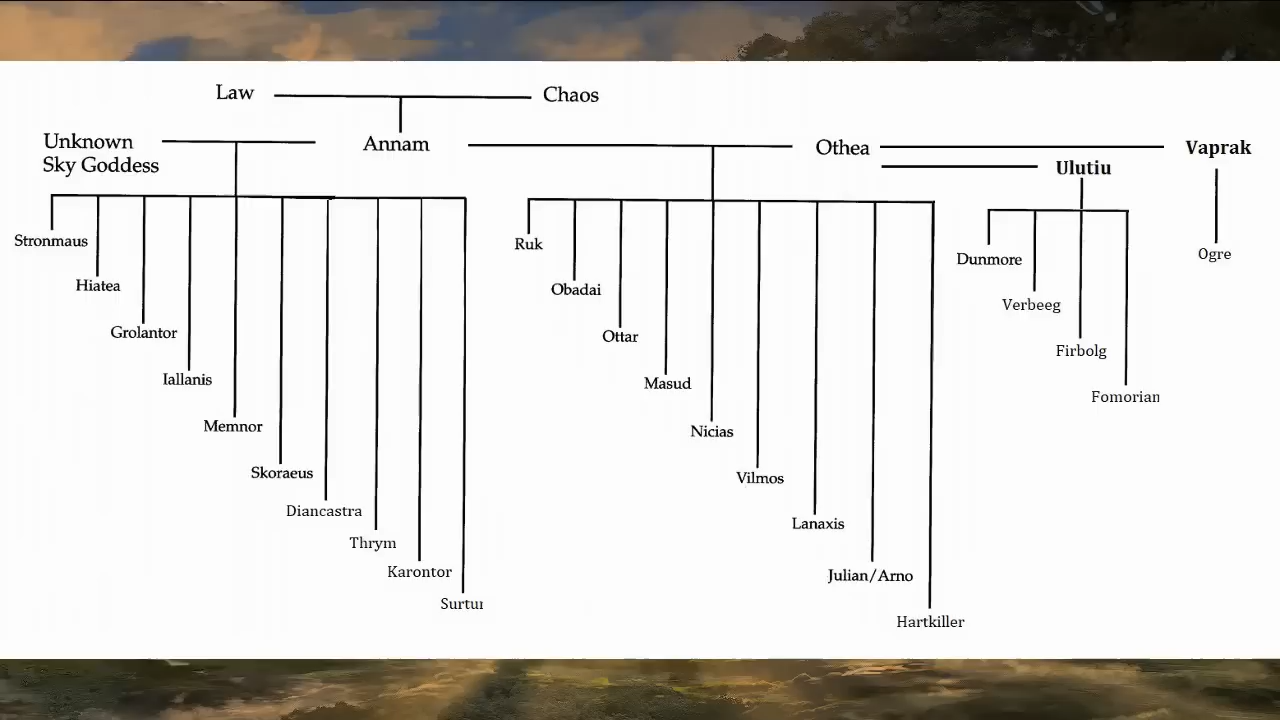 Law
Chaos
Unknown
Sky Goddess
Annam
Othea
Vaprak
Ulutiu
Stronmaus
Hiatea
Grolantor
Iallanis
Memnor
Skoraeus
Diancastra
Thrym
Karontor
Surtur
Ruk
Obadai
Ottar
Masud
Nicias
Vilmos
Lanaxis
Julian/Arno
Hartkiller
Dunmore
Verbeeg
Firbolg
Fomorian
Ogre